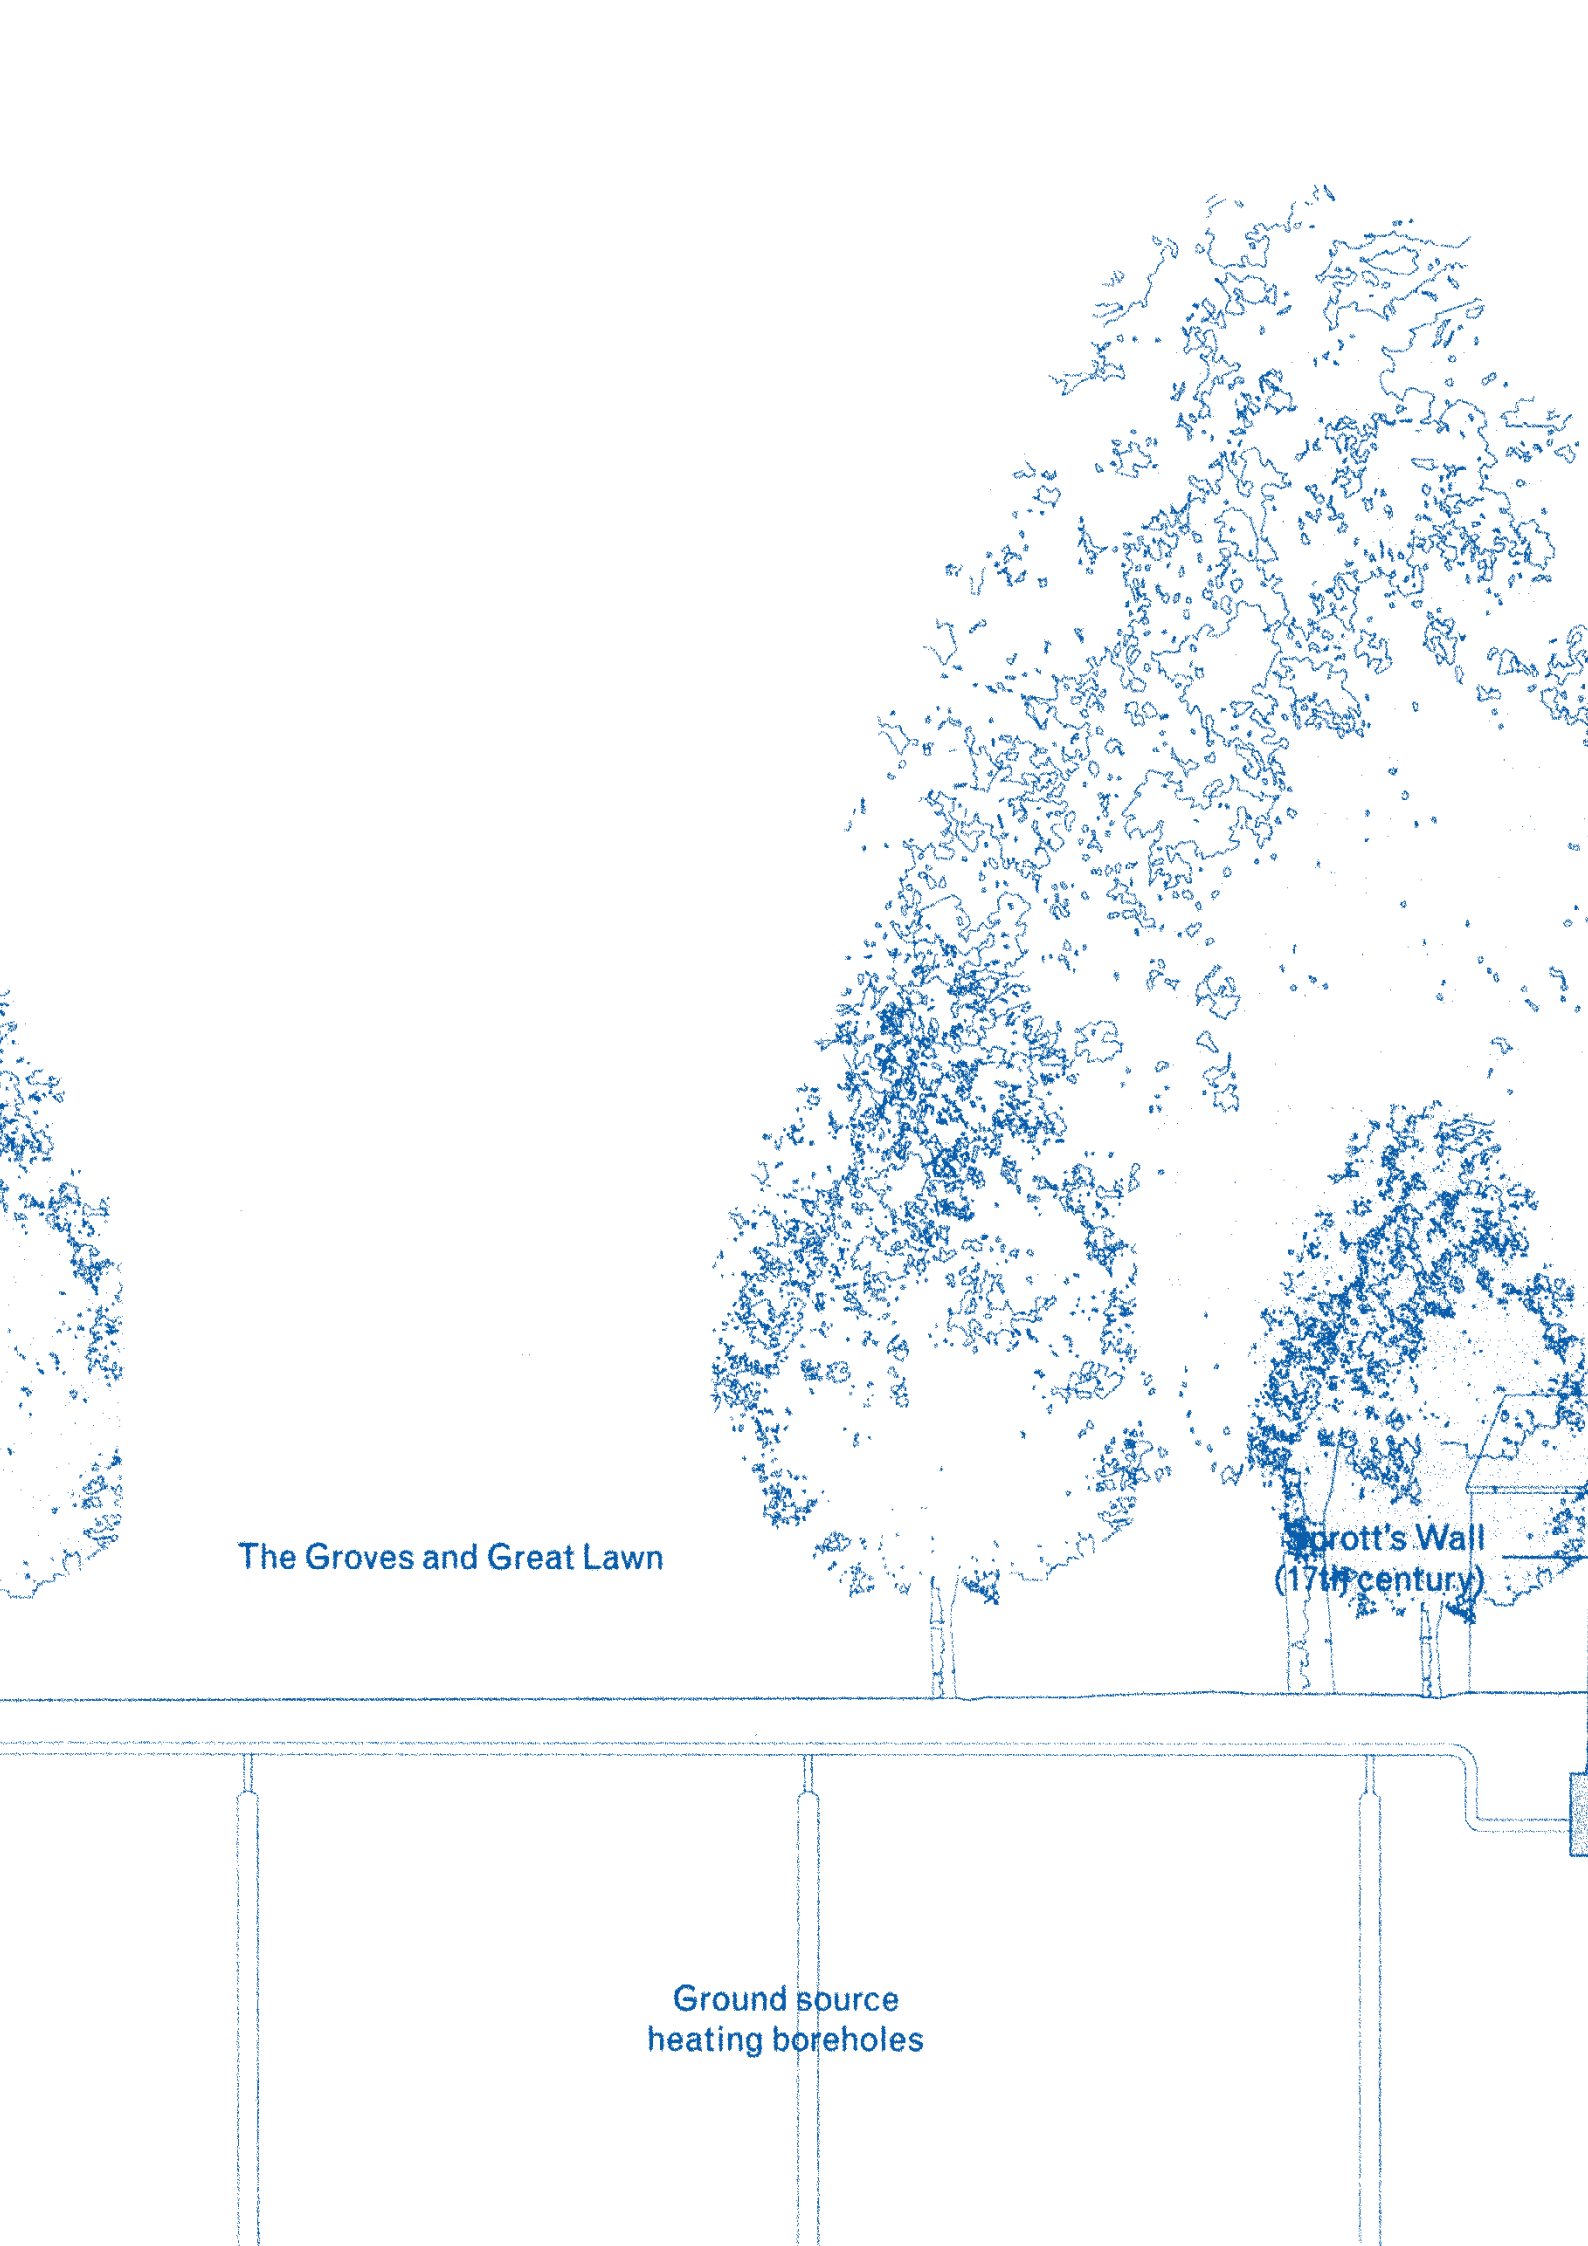 The Groves and Great Lawn
Sprott's Wall
(17th century)
Ground source
heating boreholes